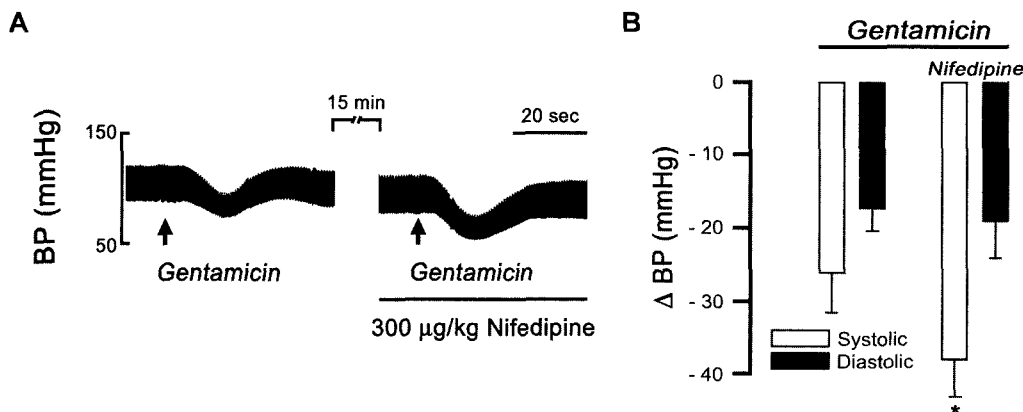 A
BP (mmHg)
150
50
15 min
20 sec
Gentamicin
Gentamicin
300 µg/kg Nifedipine
B
Gentamicin
Nifedipine
Δ BP (mmHg)
0
- 10
- 20
- 30
- 40
Systolic
Diastolic
*